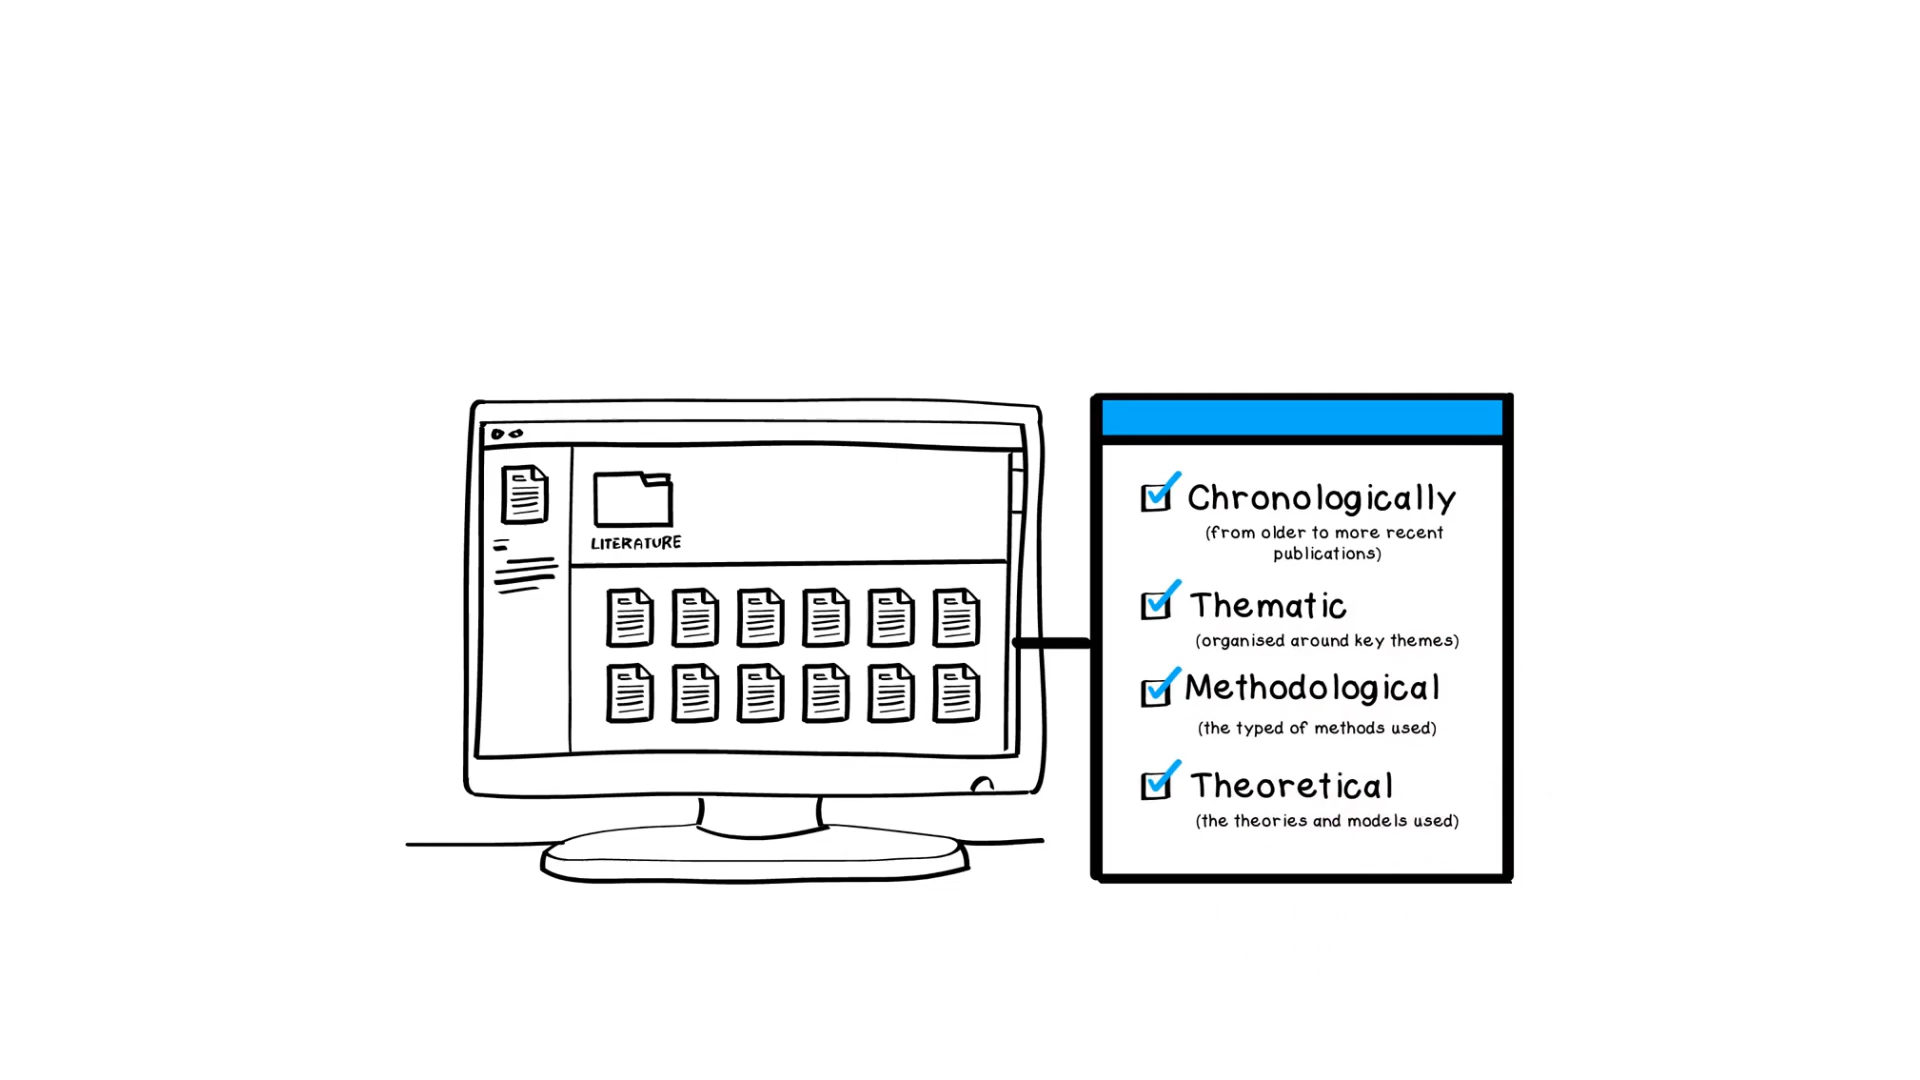 LITERATURE
Chronologically
(from older to more recent
publications)
Thematic
(organised around key themes)
Methodological
(the typed of methods used)
Theoretical
(the theories and models used)